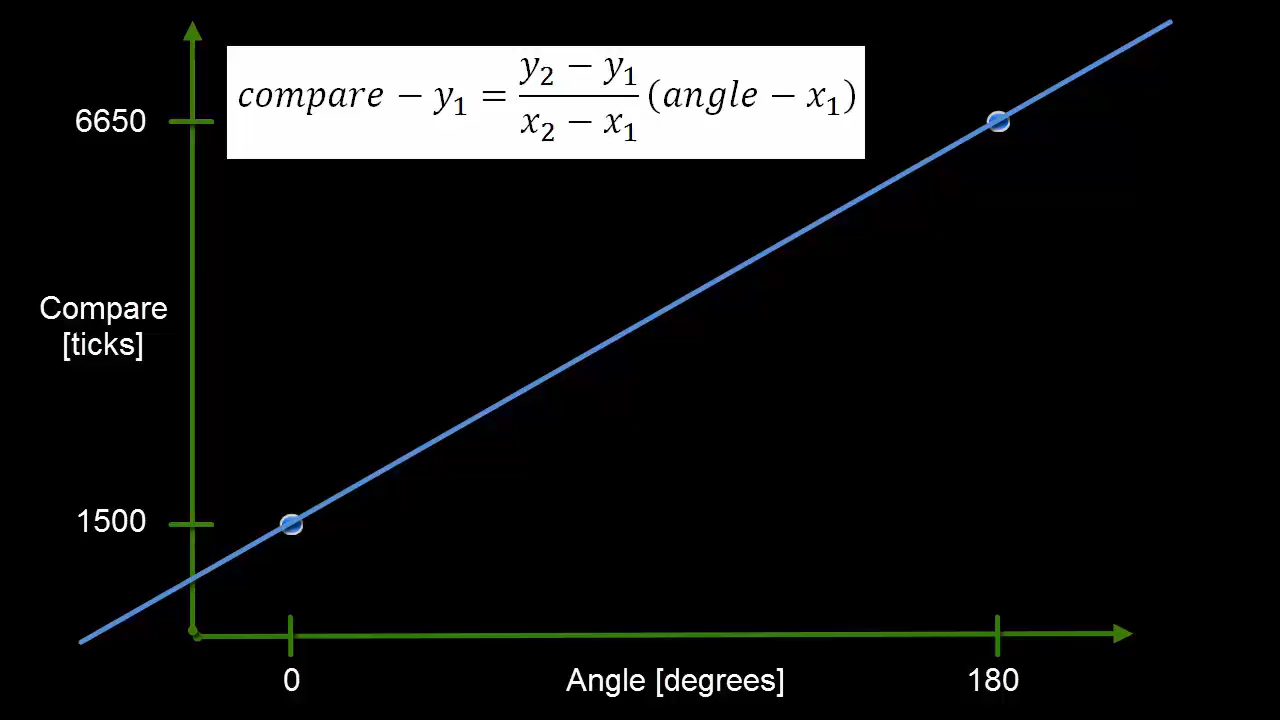 compare − y₁ = (y₂ − y₁)/(x₂ − x₁) (angle − x₁)
6650
Compare
[ticks]
1500
0
Angle [degrees]
180